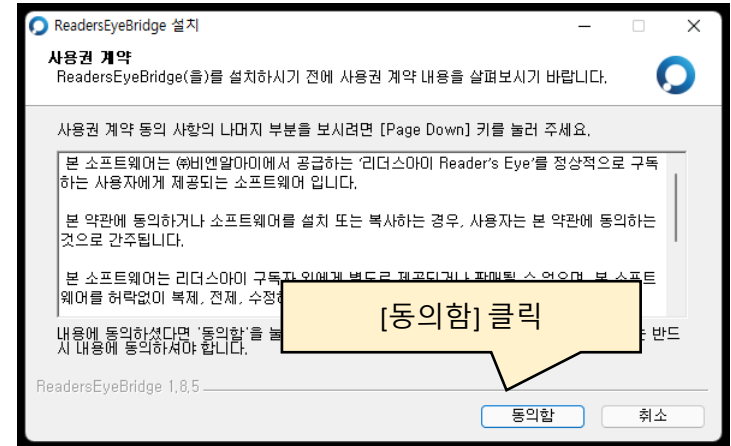 ReadersEyeBridge 설치
사용권 계약
ReadersEyeBridge(을)를 설치하시기 전에 사용권 계약 내용을 살펴보시기 바랍니다.
사용권 계약 동의 사항의 나머지 부분을 보시려면 [Page Down] 키를 눌러 주세요.
본 소프트웨어는 ㈜비엔알아이에서 공급하는 '리더스아이 Reader's Eye'를 정상적으로 구독
하는 사용자에게 제공되는 소프트웨어 입니다.
본 약관에 동의하거나 소프트웨어를 설치 또는 복사하는 경우, 사용자는 본 약관에 동의하는
것으로 간주됩니다.
본 소프트웨어는 리더스아이 구독자 외에게 별도로 제공되거나 판매될 수 없으며, 본 소프트
웨어를 허락없이 복제, 전제, 수정
[동의함] 클릭
내용에 동의하셨다면 '동의함'을 반드
시 내용에 동의하셔야 합니다.
ReadersEyeBridge 1.8.5
동의함 취소